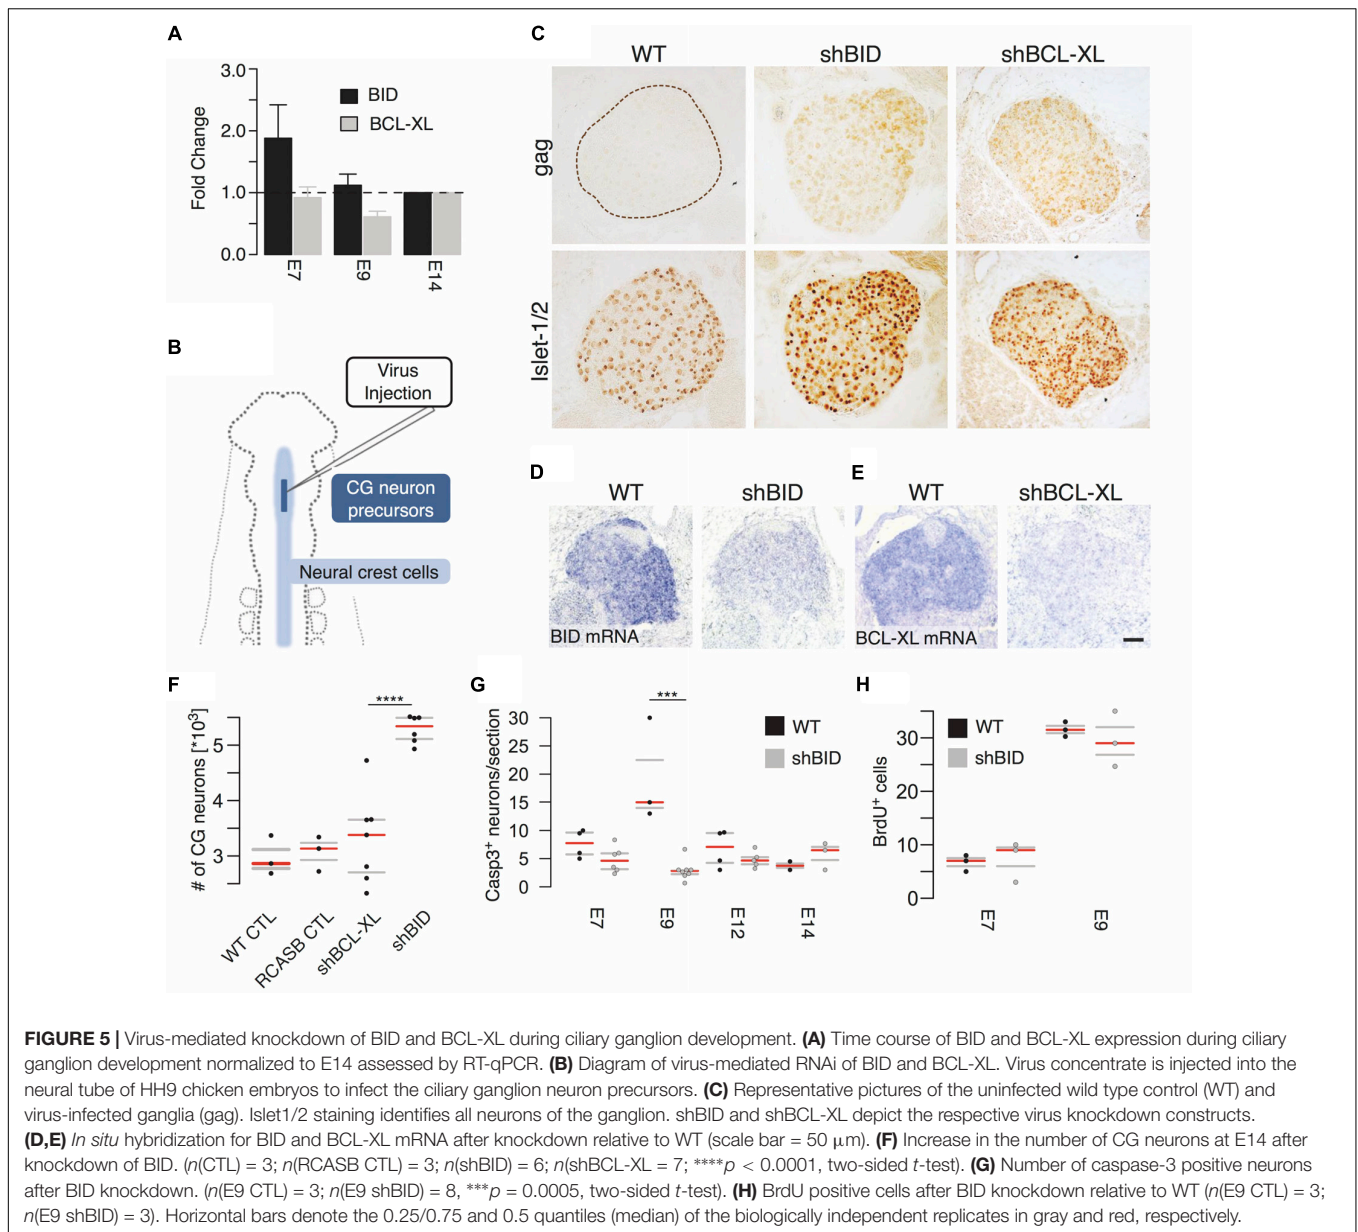 A
3.0
2.0
1.0
0.0
Fold Change
BID
BCL-XL
E7
E9
E14
B
Virus
Injection
CG neuron
precursors
Neural crest cells
C
WT
shBID
shBCL-XL
gag
Islet-1/2
D
WT
shBID
BID mRNA
E
WT
shBCL-XL
BCL-XL mRNA
F
# of CG neurons [*10³]
5
4
3
****
WT CTL
RCASB CTL
shBCL-XL
shBID
G
Casp3⁺ neurons/section
30
25
20
15
10
5
0
***
WT
shBID
E7
E9
E12
E14
H
BrdU⁺ cells
30
20
10
0
WT
shBID
E7
E9
FIGURE 5 | Virus-mediated knockdown of BID and BCL-XL during ciliary ganglion development. (A) Time course of BID and BCL-XL expression during ciliary
ganglion development normalized to E14 assessed by RT-qPCR. (B) Diagram of virus-mediated RNAi of BID and BCL-XL. Virus concentrate is injected into the
neural tube of HH9 chicken embryos to infect the ciliary ganglion neuron precursors. (C) Representative pictures of the uninfected wild type control (WT) and
virus-infected ganglia (gag). Islet1/2 staining identifies all neurons of the ganglion. shBID and shBCL-XL depict the respective virus knockdown constructs.
(D,E) In situ hybridization for BID and BCL-XL mRNA after knockdown relative to WT (scale bar = 50 μm). (F) Increase in the number of CG neurons at E14 after
knockdown of BID. (n(CTL) = 3; n(RCASB CTL) = 3; n(shBID) = 6; n(shBCL-XL = 7; ****p < 0.0001, two-sided t-test). (G) Number of caspase-3 positive neurons
after BID knockdown. (n(E9 CTL) = 3; n(E9 shBID) = 8, ***p = 0.0005, two-sided t-test). (H) BrdU positive cells after BID knockdown relative to WT (n(E9 CTL) = 3;
n(E9 shBID) = 3). Horizontal bars denote the 0.25/0.75 and 0.5 quantiles (median) of the biologically independent replicates in gray and red, respectively.